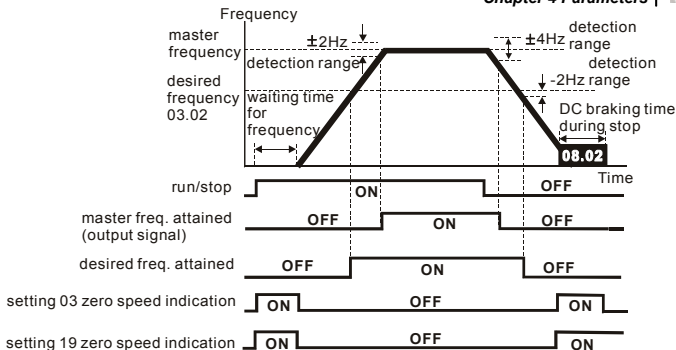 Chapter 4 Parameters |
Frequency
master
frequency
±2Hz
detection range
±4Hz
detection
range
detection
-2Hz range
desired
frequency
03.02
waiting time
for
frequency
DC braking time
during stop
08.02
Time
run/stop
ON
OFF
master freq. attained
(output signal)
OFF
ON
OFF
desired freq. attained
OFF
ON
OFF
setting 03 zero speed indication
ON
OFF
ON
setting 19 zero speed indication
ON
OFF
ON